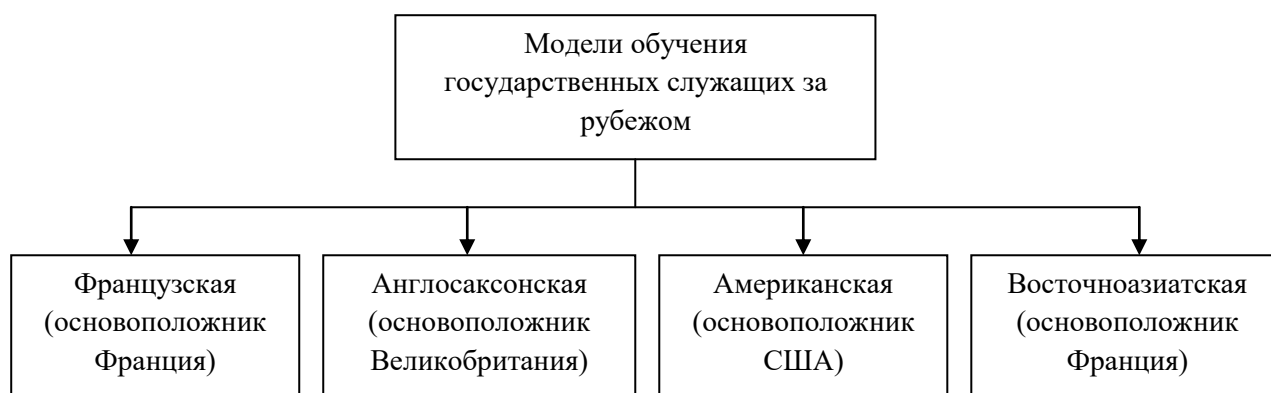 Модели обучения
государственных служащих за
рубежом
Французская
(основоположник
Франция)
Англосаксонская
(основоположник
Великобритания)
Американская
(основоположник
США)
Восточноазиатская
(основоположник
Франция)